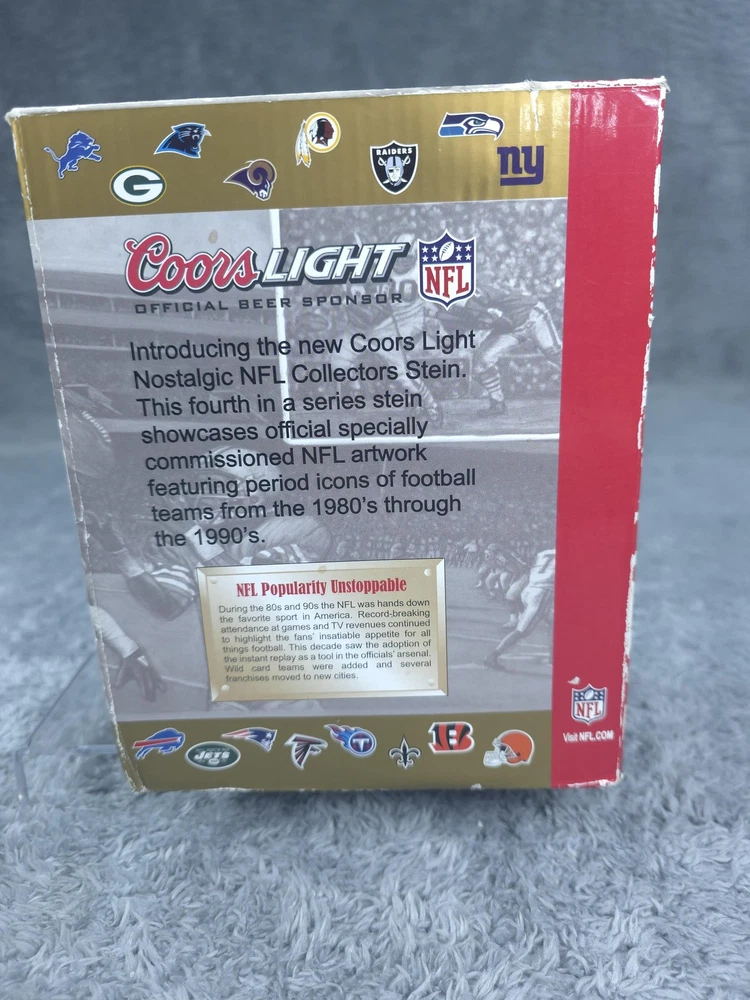 G
RAIDERS
ny
Coors LIGHT
NFL
OFFICIAL BEER SPONSOR
Introducing the new Coors Light
Nostalgic NFL Collectors Stein.
This fourth in a series stein
showcases official specially
commissioned NFL artwork
featuring period icons of football
teams from the 1980's through
the 1990's.
NFL Popularity Unstoppable
During the 80s and 90s the NFL was hands down
the favorite sport in America. Record-breaking
attendance at games and TV revenues continued
to highlight the fans' insatiable appetite for all
things football. This decade saw the adoption of
the instant replay as a tool in the officials' arsenal.
Wild card teams were added and several
franchises moved to new cities.
NFL
Visit NFL.COM
JETS
T
B